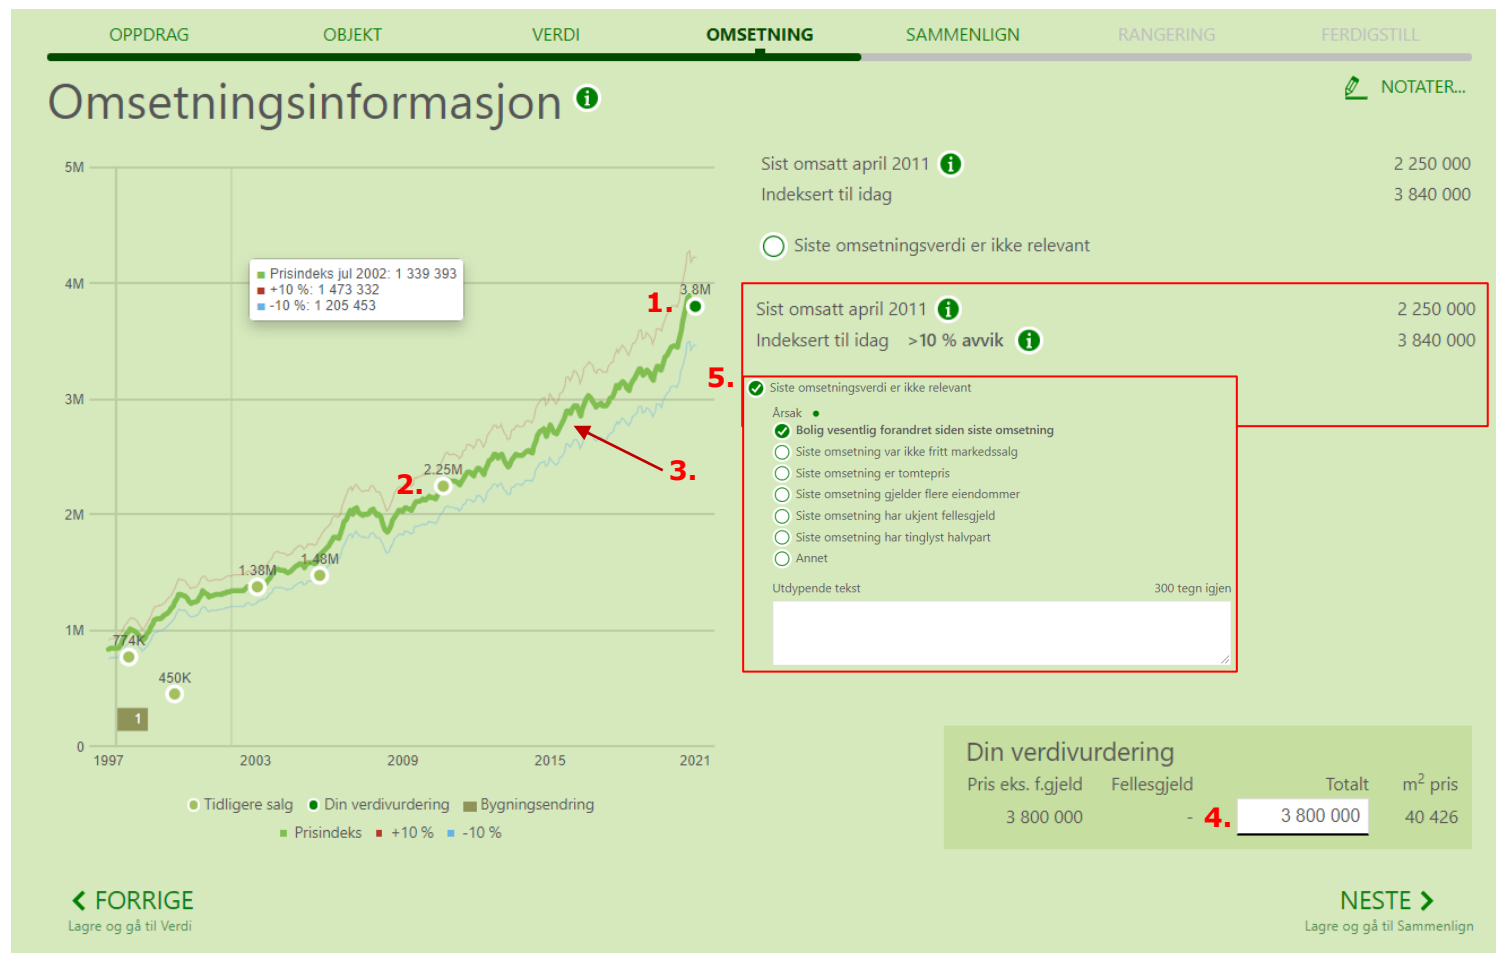 OPPDRAG OBJEKT VERDI OMSETNING SAMMENLIGN RANGERING FERDIGSTILL
Omsetningsinformasjon i
NOTATER...
5M
4M
3M
2M
1M
0
1997 2003 2009 2015 2021
Prisindeks jul 2002: 1 339 393
+10 %: 1 473 332
-10 %: 1 205 453
3.8M
1.
2.25M
2.
3.
1.38M
1.48M
774K
450K
1
Tidligere salg Din verdivurdering Bygningsendring
Prisindeks +10 % -10 %
Sist omsatt april 2011 i 2 250 000
Indeksert til idag 3 840 000
Siste omsetningsverdi er ikke relevant
Sist omsatt april 2011 i 2 250 000
Indeksert til idag >10 % avvik i 3 840 000
5.
Siste omsetningsverdi er ikke relevant
Årsak
Bolig vesentlig forandret siden siste omsetning
Siste omsetning var ikke fritt markedssalg
Siste omsetning er tomtepris
Siste omsetning gjelder flere eiendommer
Siste omsetning har ukjent fellesgjeld
Siste omsetning har tinglyst halvpart
Annet
Utdypende tekst 300 tegn igjen
Din verdivurdering
Pris eks. f.gjeld Fellesgjeld Totalt m² pris
3 800 000 - 4. 3 800 000 40 426
FORRIGE
Lagre og gå til Verdi
NESTE
Lagre og gå til Sammenlign